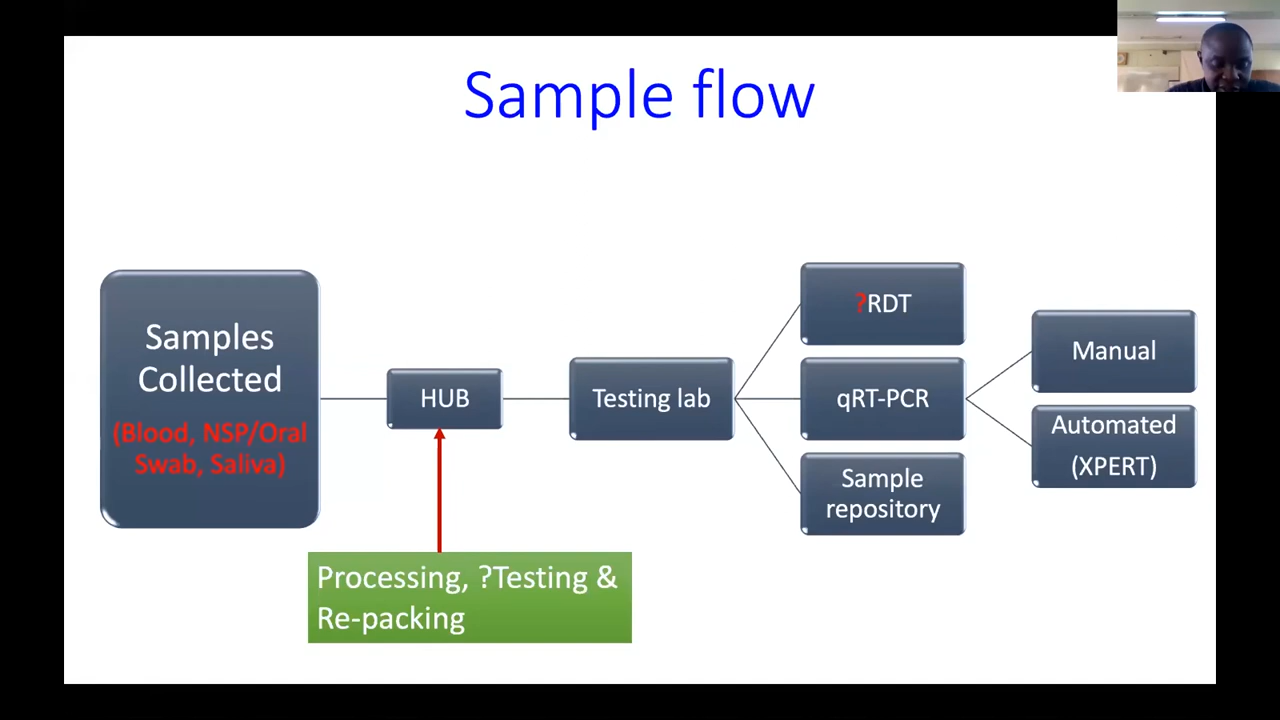 Sample flow
Samples
Collected
(Blood, NSP/Oral
Swab, Saliva)
HUB
Processing, ?Testing &
Re-packing
Testing lab
?RDT
qRT-PCR
Sample
repository
Manual
Automated
(XPERT)